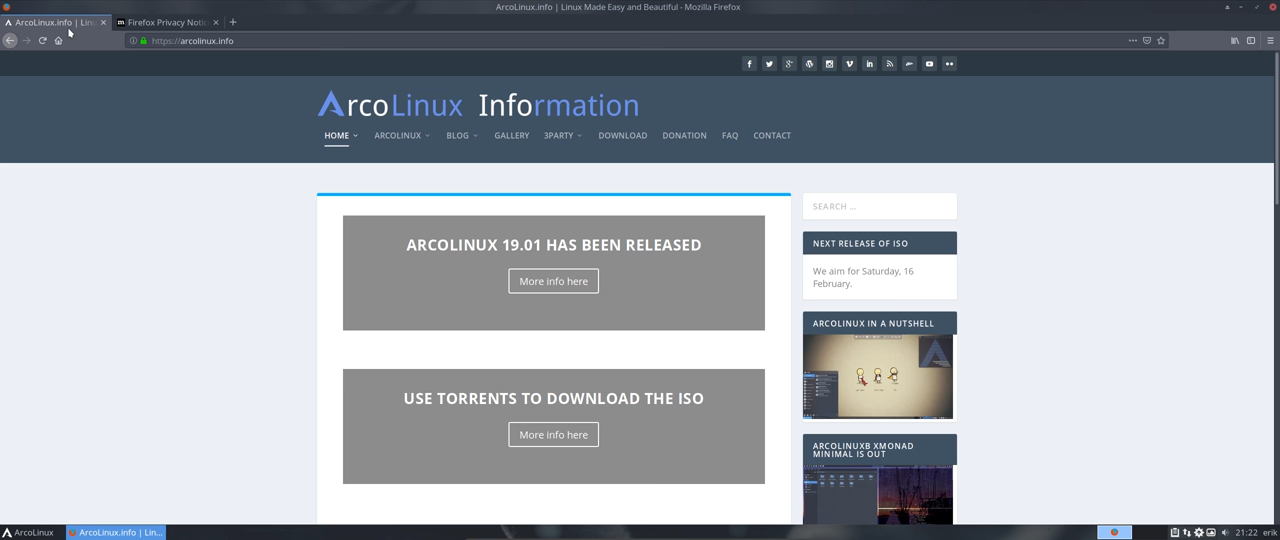 ArcoLinux.info | Linux Made Easy and Beautiful - Mozilla Firefox
ArcoLinux.info | Linu
Firefox Privacy Notic
https://arcolinux.info
ArcoLinux Information
HOME
ARCOLINUX
BLOG
GALLERY
3PARTY
DOWNLOAD
DONATION
FAQ
CONTACT
ARCOLINUX 19.01 HAS BEEN RELEASED
More info here
USE TORRENTS TO DOWNLOAD THE ISO
More info here
SEARCH …
NEXT RELEASE OF ISO
We aim for Saturday, 16
February.
ARCOLINUX IN A NUTSHELL
ARCOLINUXB XMONAD
MINIMAL IS OUT
ArcoLinux
ArcoLinux.info | Lin...
21:22
erik